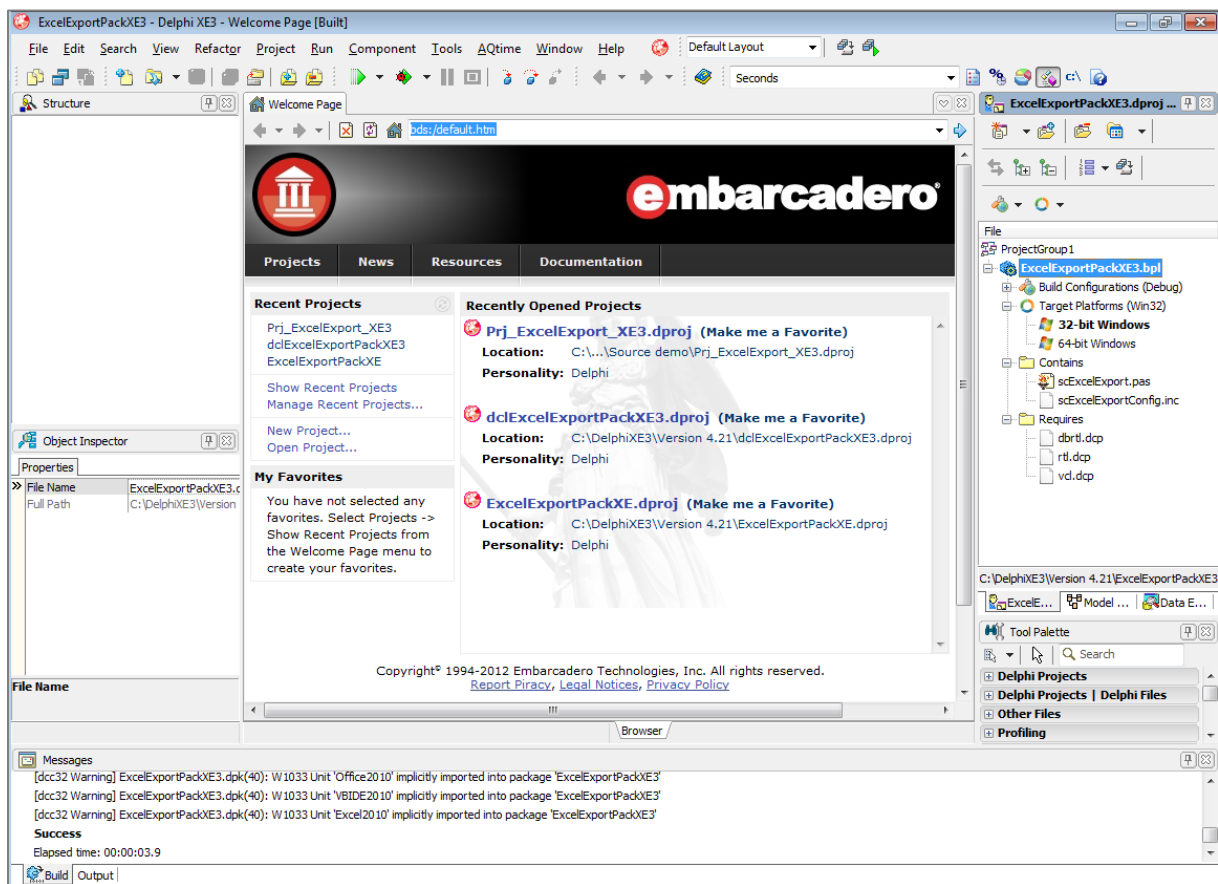 ExcelExportPackXE3 - Delphi XE3 - Welcome Page [Built]
File Edit Search View Refactor Project Run Component Tools AQtime Window Help Default Layout
Seconds
Structure
Welcome Page
bds:/default.htm
embarcadero
Projects News Resources Documentation
Recent Projects
Prj_ExcelExport_XE3
dclExcelExportPackXE3
ExcelExportPackXE
Show Recent Projects
Manage Recent Projects...
New Project...
Open Project...
My Favorites
You have not selected any
favorites. Select Projects ->
Show Recent Projects from
the Welcome Page menu to
create your favorites.
Recently Opened Projects
Prj_ExcelExport_XE3.dproj (Make me a Favorite)
Location: C:\...\Source demo\Prj_ExcelExport_XE3.dproj
Personality: Delphi
dclExcelExportPackXE3.dproj (Make me a Favorite)
Location: C:\DelphiXE3\Version 4.21\dclExcelExportPackXE3.dproj
Personality: Delphi
ExcelExportPackXE.dproj (Make me a Favorite)
Location: C:\DelphiXE3\Version 4.21\ExcelExportPackXE.dproj
Personality: Delphi
Copyright© 1994-2012 Embarcadero Technologies, Inc. All rights reserved.
Report Piracy, Legal Notices, Privacy Policy
Browser
Object Inspector
Properties
File Name ExcelExportPackXE3.c
Full Path C:\DelphiXE3\Version
File Name
ExcelExportPackXE3.dproj ...
File
ProjectGroup1
ExcelExportPackXE3.bpl
Build Configurations (Debug)
Target Platforms (Win32)
32-bit Windows
64-bit Windows
Contains
scExcelExport.pas
scExcelExportConfig.inc
Requires
dbrtl.dcp
rtl.dcp
vcl.dcp
C:\DelphiXE3\Version 4.21\ExcelExportPackXE3
ExcelE... Model ... Data E...
Tool Palette
Search
Delphi Projects
Delphi Projects | Delphi Files
Other Files
Profiling
Messages
[dcc32 Warning] ExcelExportPackXE3.dpk(40): W1033 Unit 'Office2010' implicitly imported into package 'ExcelExportPackXE3'
[dcc32 Warning] ExcelExportPackXE3.dpk(40): W1033 Unit 'VBIDE2010' implicitly imported into package 'ExcelExportPackXE3'
[dcc32 Warning] ExcelExportPackXE3.dpk(40): W1033 Unit 'Excel2010' implicitly imported into package 'ExcelExportPackXE3'
Success
Elapsed time: 00:00:03.9
Build Output